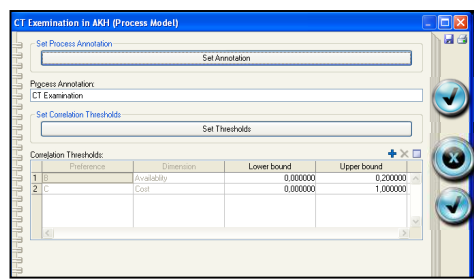 CT Exemination in AKH (Process Model)
Set Process Annotation
Set Annotation
Process Annotation:
CT Examination
Set Correlation Thresholds
Set Thresholds
Correlation Thresholds:
Preference Dimension Lower bound Upper bound
1 B Availablity 0,000000 0,200000
2 C Cost 0,000000 1,000000